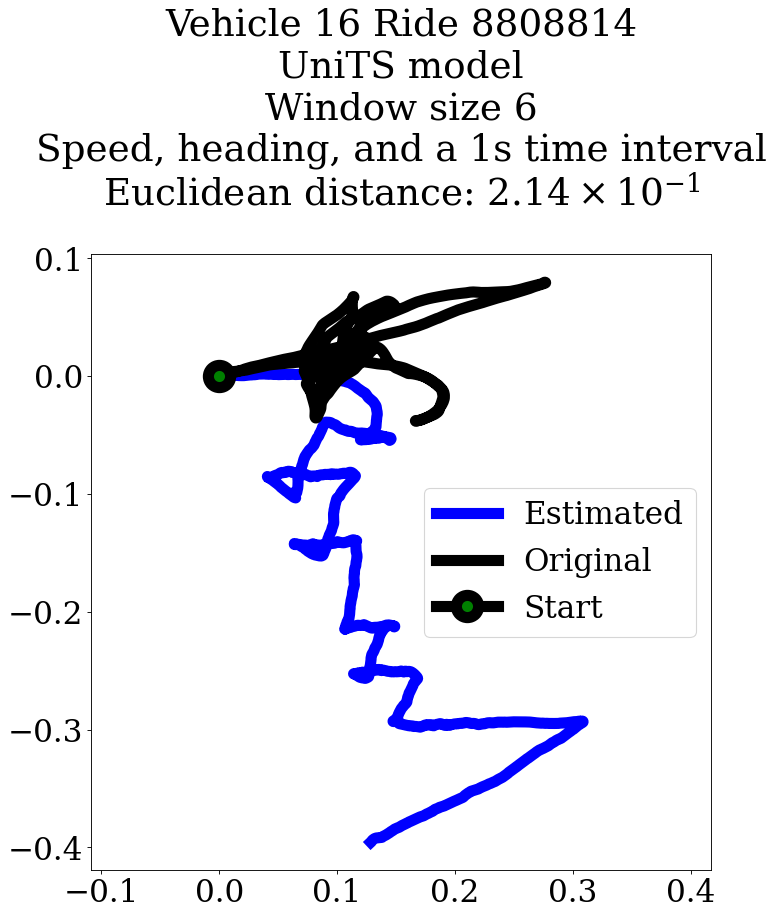 Vehicle 16 Ride 8808814
UniTS model
Window size 6
Speed, heading, and a 1s time interval
Euclidean distance: 2.14 × 10⁻¹
0.1
0.0
−0.1
−0.2
−0.3
−0.4
Estimated
Original
Start
−0.1 0.0 0.1 0.2 0.3 0.4